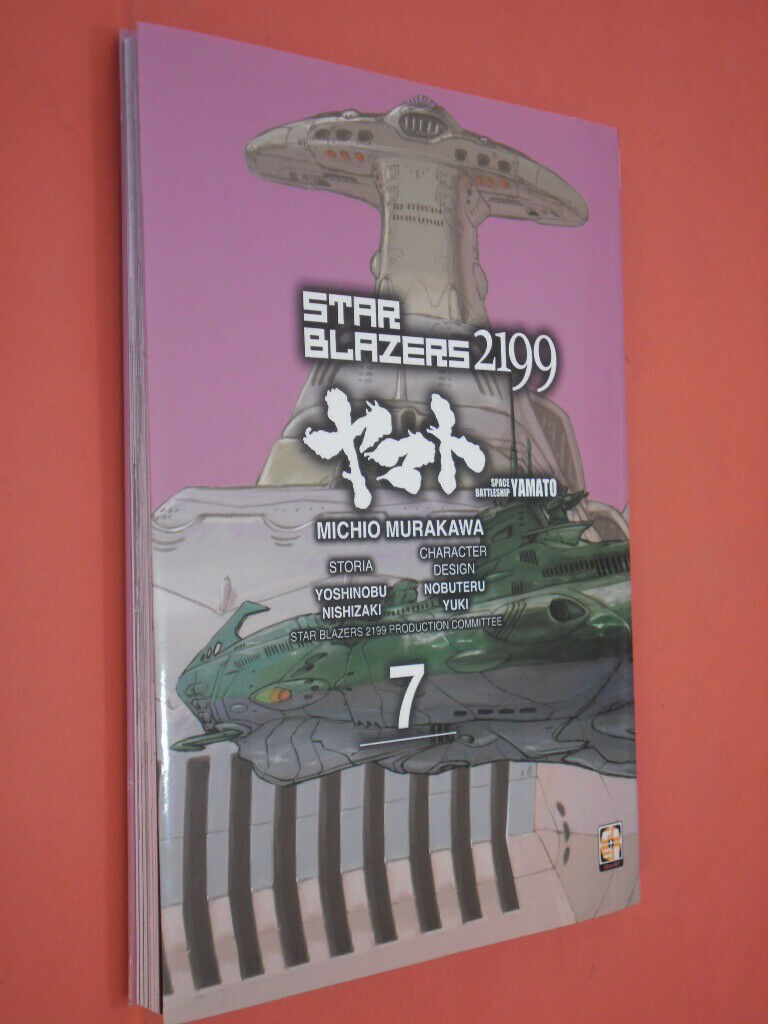 STAR
BLAZERS 2199
ヤマト
SPACE
BATTLESHIP YAMATO
MICHIO MURAKAWA
STORIA
YOSHINOBU
NISHIZAKI
CHARACTER
DESIGN
NOBUTERU
YUKI
STAR BLAZERS 2199 PRODUCTION COMMITTEE
7